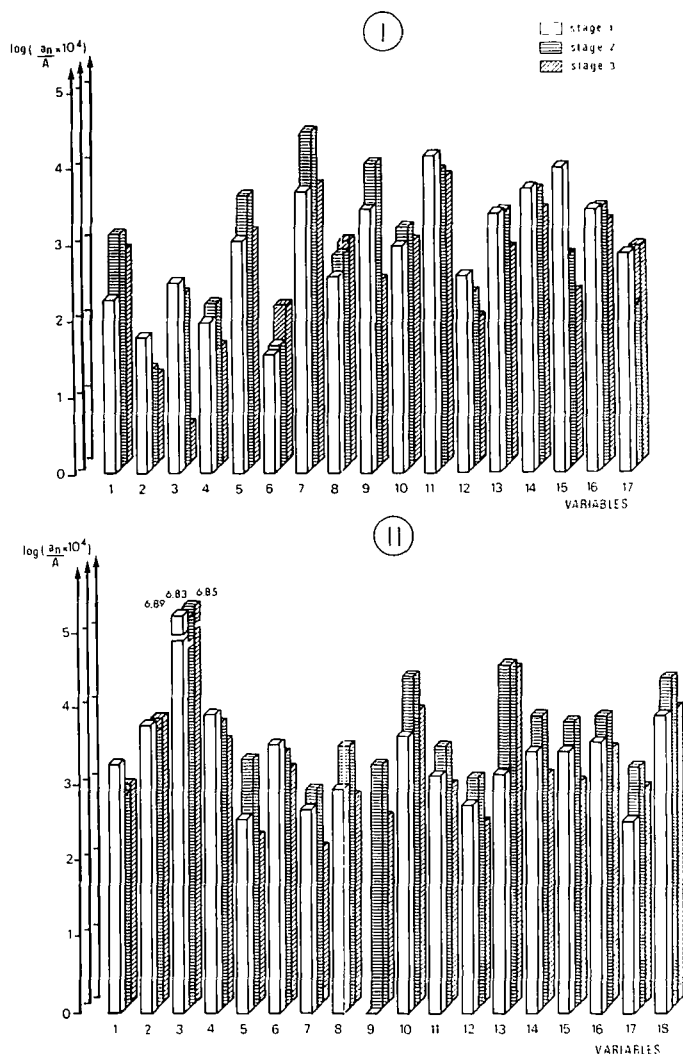 I
stage 1
stage 2
stage 3
log(an/A×10⁴)
5
4
3
2
1
0
1 2 3 4 5 6 7 8 9 10 11 12 13 14 15 16 17
VARIABLES
II
log(an/A×10⁴)
6.89 6.83 6.85
5
4
3
2
1
0
1 2 3 4 5 6 7 8 9 10 11 12 13 14 15 16 17 18
VARIABLES